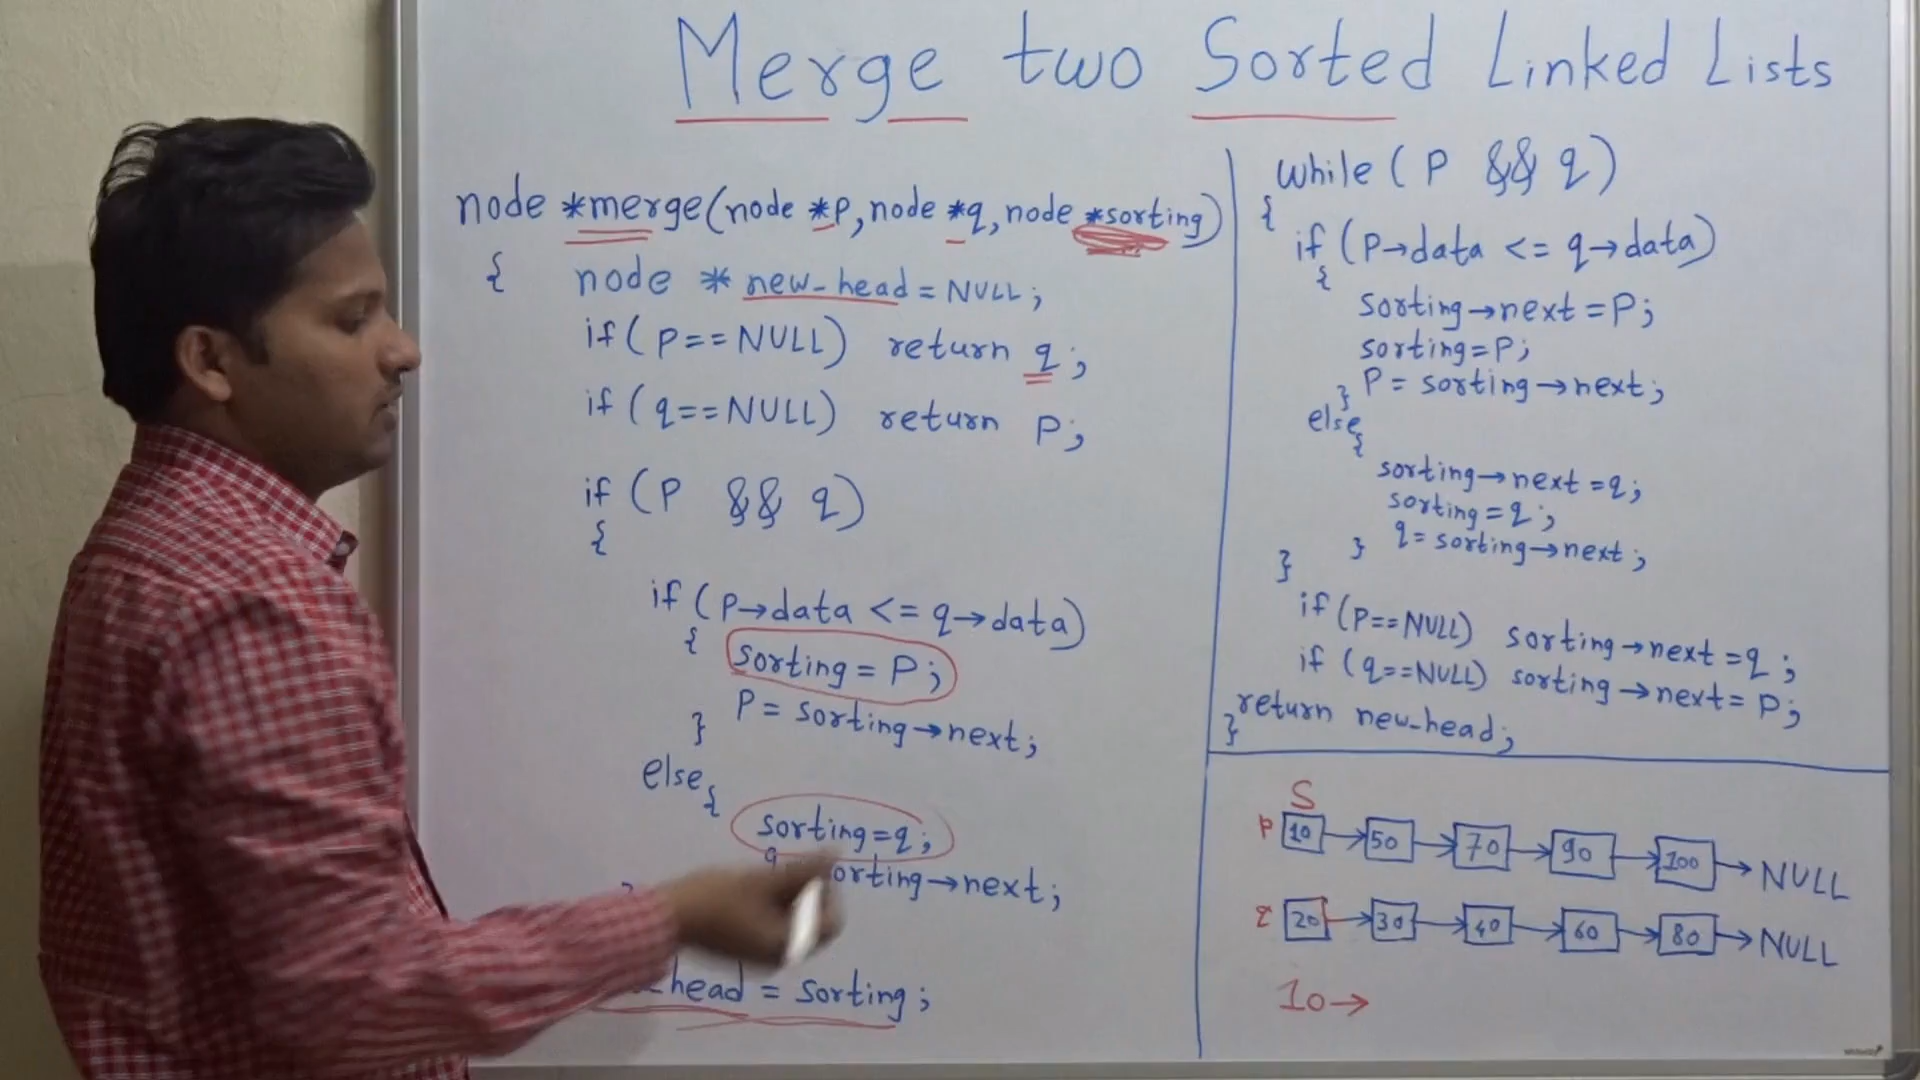 Merge two Sorted Linked Lists
node *merge(node *p, node *q, node *sorting)
{ node * new_head = NULL;
if (P==NULL) return q;
if (q==NULL) return P;
if (P && q)
{
if (P→data <= q→data)
{ sorting = P;
P = sorting→next;
}
else{
sorting=q;
q sorting→next;
}
_head = sorting;
while (P && q)
{
if (P→data <= q→data)
{
sorting→next=P;
sorting=P;
P = sorting→next;
}
else{
sorting→next=q;
sorting=q;
q= sorting→next;
}
}
if (P==NULL) sorting→next=q;
if (q==NULL) sorting→next=P;
return new_head;
}
S
P 10 → 50 → 70 → 90 → 100 → NULL
q 20 → 30 → 40 → 60 → 80 → NULL
10→